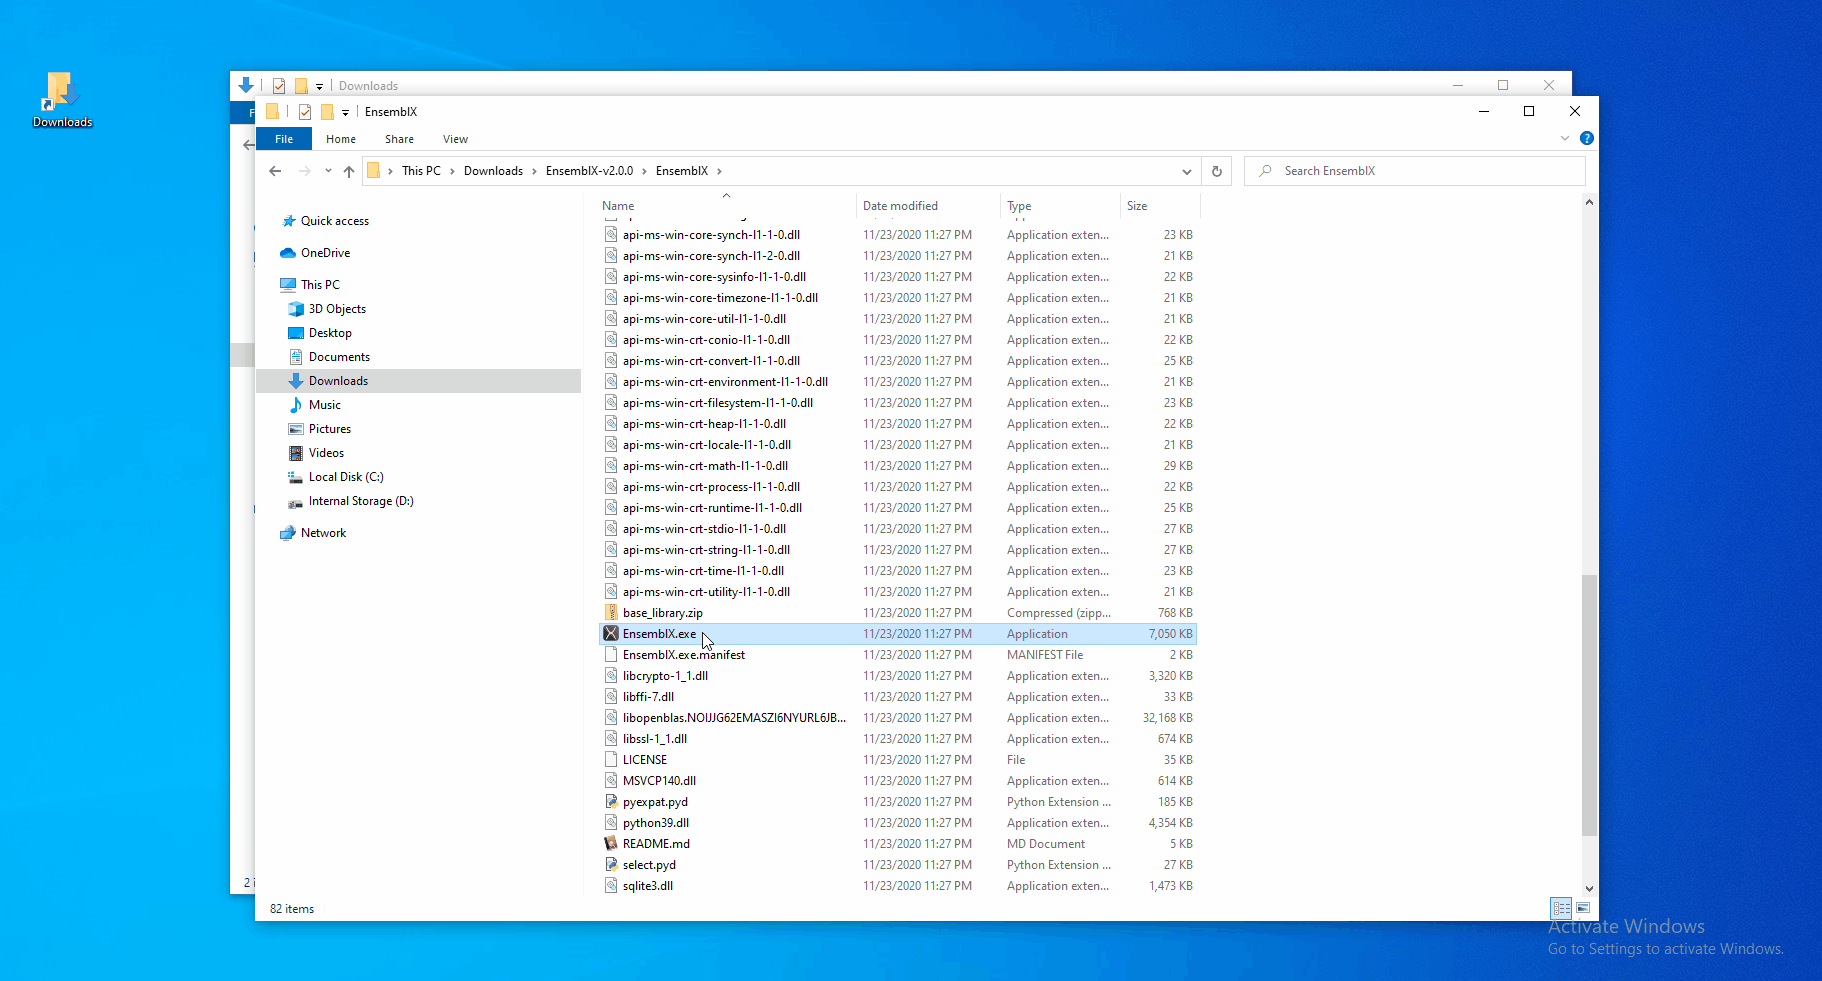 Downloads
Downloads
EnsemblX
File
Home
Share
View
This PC
Downloads
EnsemblX-v2.0.0
EnsemblX
Search EnsemblX
Quick access
OneDrive
This PC
3D Objects
Desktop
Documents
Downloads
Music
Pictures
Videos
Local Disk (C:)
Internal Storage (D:)
Network
Name Date modified Type Size
api-ms-win-core-synch-l1-1-0.dll 11/23/2020 11:27 PM Application exten... 23 KB
api-ms-win-core-synch-l1-2-0.dll 11/23/2020 11:27 PM Application exten... 21 KB
api-ms-win-core-sysinfo-l1-1-0.dll 11/23/2020 11:27 PM Application exten... 22 KB
api-ms-win-core-timezone-l1-1-0.dll 11/23/2020 11:27 PM Application exten... 21 KB
api-ms-win-core-util-l1-1-0.dll 11/23/2020 11:27 PM Application exten... 21 KB
api-ms-win-crt-conio-l1-1-0.dll 11/23/2020 11:27 PM Application exten... 22 KB
api-ms-win-crt-convert-l1-1-0.dll 11/23/2020 11:27 PM Application exten... 25 KB
api-ms-win-crt-environment-l1-1-0.dll 11/23/2020 11:27 PM Application exten... 21 KB
api-ms-win-crt-filesystem-l1-1-0.dll 11/23/2020 11:27 PM Application exten... 23 KB
api-ms-win-crt-heap-l1-1-0.dll 11/23/2020 11:27 PM Application exten... 22 KB
api-ms-win-crt-locale-l1-1-0.dll 11/23/2020 11:27 PM Application exten... 21 KB
api-ms-win-crt-math-l1-1-0.dll 11/23/2020 11:27 PM Application exten... 29 KB
api-ms-win-crt-process-l1-1-0.dll 11/23/2020 11:27 PM Application exten... 22 KB
api-ms-win-crt-runtime-l1-1-0.dll 11/23/2020 11:27 PM Application exten... 25 KB
api-ms-win-crt-stdio-l1-1-0.dll 11/23/2020 11:27 PM Application exten... 27 KB
api-ms-win-crt-string-l1-1-0.dll 11/23/2020 11:27 PM Application exten... 27 KB
api-ms-win-crt-time-l1-1-0.dll 11/23/2020 11:27 PM Application exten... 23 KB
api-ms-win-crt-utility-l1-1-0.dll 11/23/2020 11:27 PM Application exten... 21 KB
base_library.zip 11/23/2020 11:27 PM Compressed (zipp... 768 KB
EnsemblX.exe 11/23/2020 11:27 PM Application 7,050 KB
EnsemblX.exe.manifest 11/23/2020 11:27 PM MANIFEST File 2 KB
libcrypto-1_1.dll 11/23/2020 11:27 PM Application exten... 3,320 KB
libffi-7.dll 11/23/2020 11:27 PM Application exten... 33 KB
libopenblas.NOIJJG62EMASZI6NYURL6JB... 11/23/2020 11:27 PM Application exten... 32,168 KB
libssl-1_1.dll 11/23/2020 11:27 PM Application exten... 674 KB
LICENSE 11/23/2020 11:27 PM File 35 KB
MSVCP140.dll 11/23/2020 11:27 PM Application exten... 614 KB
pyexpat.pyd 11/23/2020 11:27 PM Python Extension ... 185 KB
python39.dll 11/23/2020 11:27 PM Application exten... 4,354 KB
README.md 11/23/2020 11:27 PM MD Document 5 KB
select.pyd 11/23/2020 11:27 PM Python Extension ... 27 KB
sqlite3.dll 11/23/2020 11:27 PM Application exten... 1,473 KB
82 items
Activate Windows
Go to Settings to activate Windows.